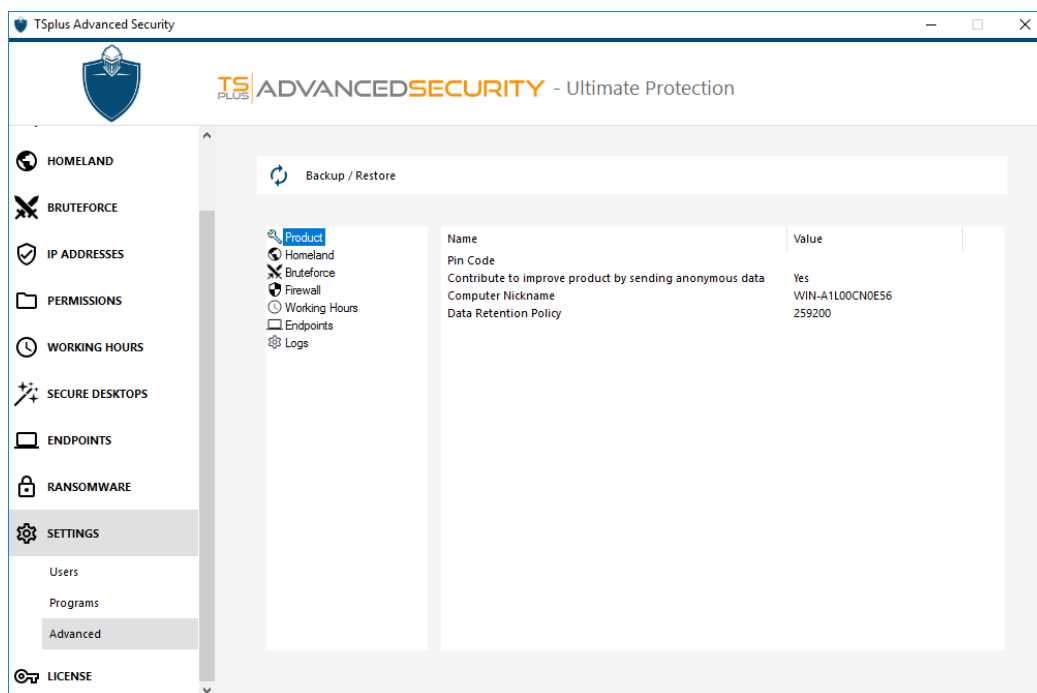 TSplus Advanced Security
TS PLUS ADVANCEDSECURITY - Ultimate Protection
HOMELAND
BRUTEFORCE
IP ADDRESSES
PERMISSIONS
WORKING HOURS
SECURE DESKTOPS
ENDPOINTS
RANSOMWARE
SETTINGS
Users
Programs
Advanced
LICENSE
Backup / Restore
Product
Homeland
Bruteforce
Firewall
Working Hours
Endpoints
Logs
Name Value
Pin Code
Contribute to improve product by sending anonymous data Yes
Computer Nickname WIN-A1L00CN0E56
Data Retention Policy 259200